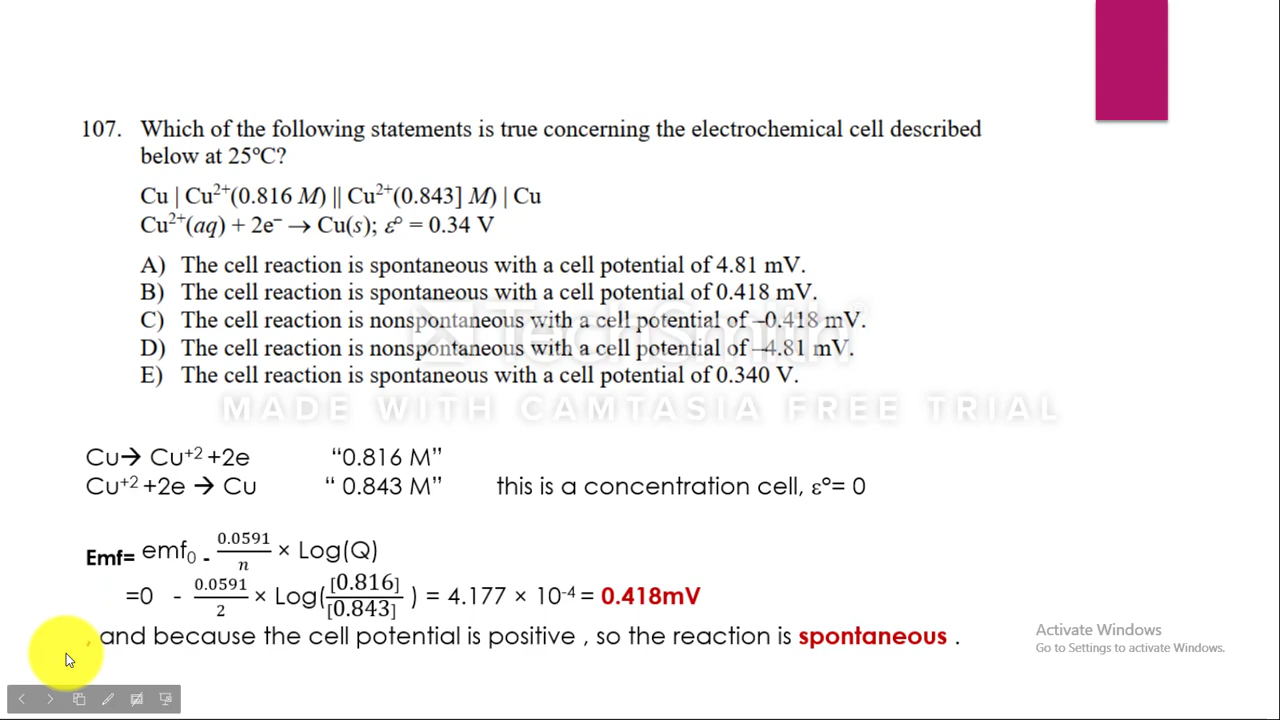 107. Which of the following statements is true concerning the electrochemical cell described
below at 25°C?
Cu | Cu²⁺(0.816 M) || Cu²⁺(0.843] M) | Cu
Cu²⁺(aq) + 2e⁻ → Cu(s); ℰ° = 0.34 V
A) The cell reaction is spontaneous with a cell potential of 4.81 mV.
B) The cell reaction is spontaneous with a cell potential of 0.418 mV.
C) The cell reaction is nonspontaneous with a cell potential of –0.418 mV.
D) The cell reaction is nonspontaneous with a cell potential of –4.81 mV.
E) The cell reaction is spontaneous with a cell potential of 0.340 V.
TechSmith
MADE WITH CAMTASIA FREE TRIAL
Cu→ Cu⁺² +2e “0.816 M”
Cu⁺² +2e → Cu “ 0.843 M” this is a concentration cell, ε°= 0
Emf= emf₀ - 0.0591/n × Log(Q)
=0 - 0.0591/2 × Log([0.816]/[0.843]) = 4.177 × 10⁻⁴ = 0.418mV
, and because the cell potential is positive , so the reaction is spontaneous .
Activate Windows
Go to Settings to activate Windows.